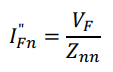 I"Fn = VF / Znn